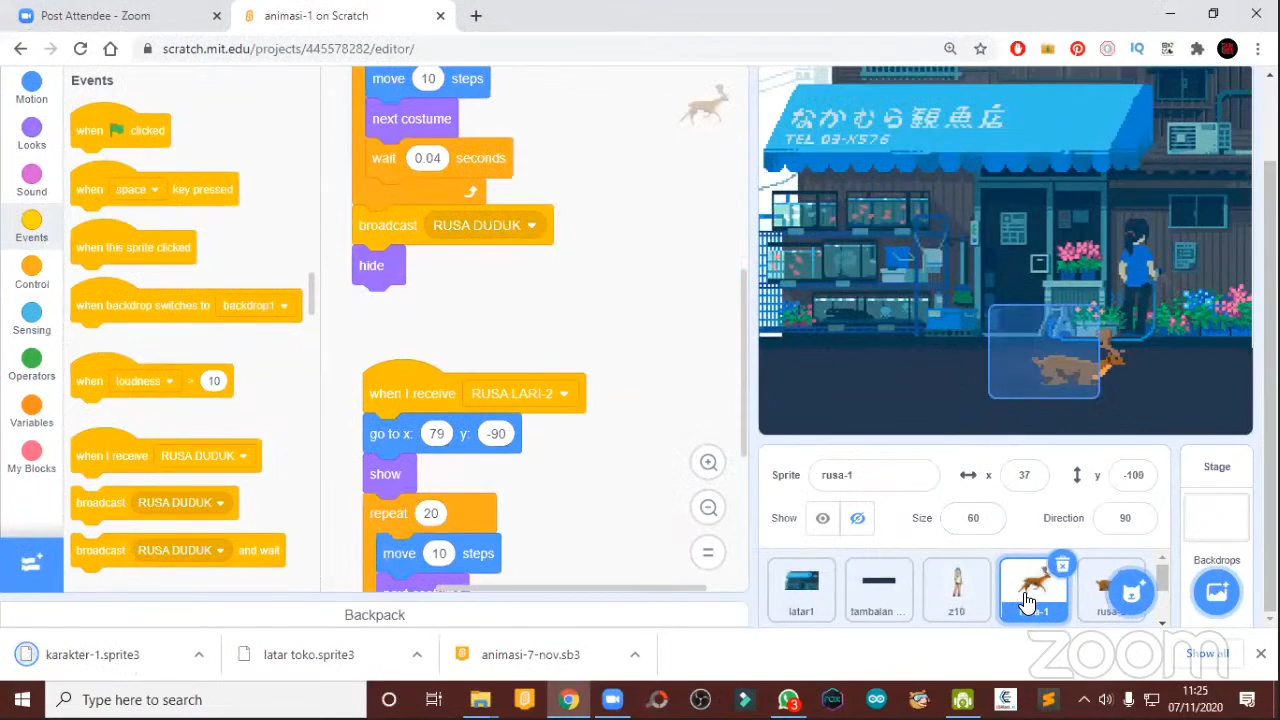 Post Attendee - Zoom
animasi-1 on Scratch
scratch.mit.edu/projects/445578282/editor/
Motion
Looks
Sound
Events
Control
Sensing
Operators
Variables
My Blocks
Events
when clicked
when space key pressed
when this sprite clicked
when backdrop switches to backdrop1
when loudness > 10
when I receive RUSA DUDUK
broadcast RUSA DUDUK
broadcast RUSA DUDUK and wait
move 10 steps
next costume
wait 0.04 seconds
broadcast RUSA DUDUK
hide
when I receive RUSA LARI-2
go to x: 79 y: -90
show
repeat 20
move 10 steps
Backpack
なかむら観魚店
TEL 03-X576
Sprite rusa-1 x 37 y -100
Show Size 60 Direction 90
latar1
tambalan ...
z10
Stage
Backdrops
zoom
karakter-1.sprite3
latar toko.sprite3
animasi-7-nov.sb3
Show all
Type here to search
3
11:25
07/11/2020